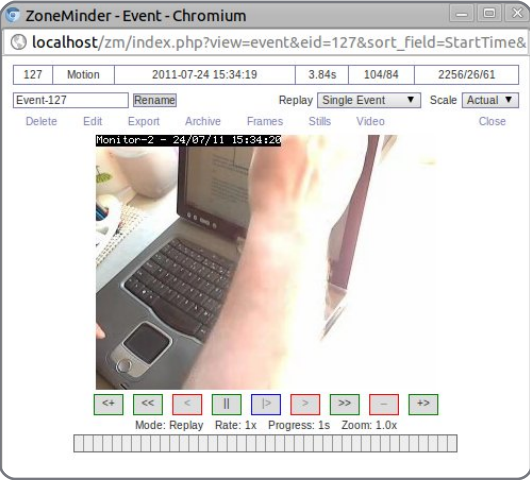 ZoneMinder - Event - Chromium
localhost/zm/index.php?view=event&eid=127&sort_field=StartTime&
127 Motion 2011-07-24 15:34:19 3.84s 104/84 2256/26/61
Event-127 Rename Replay Single Event Scale Actual
Delete Edit Export Archive Frames Stills Video Close
Monitor-2 - 24/07/11 15:34:20
<+ << < || |> > >> – +>
Mode: Replay Rate: 1x Progress: 1s Zoom: 1.0x